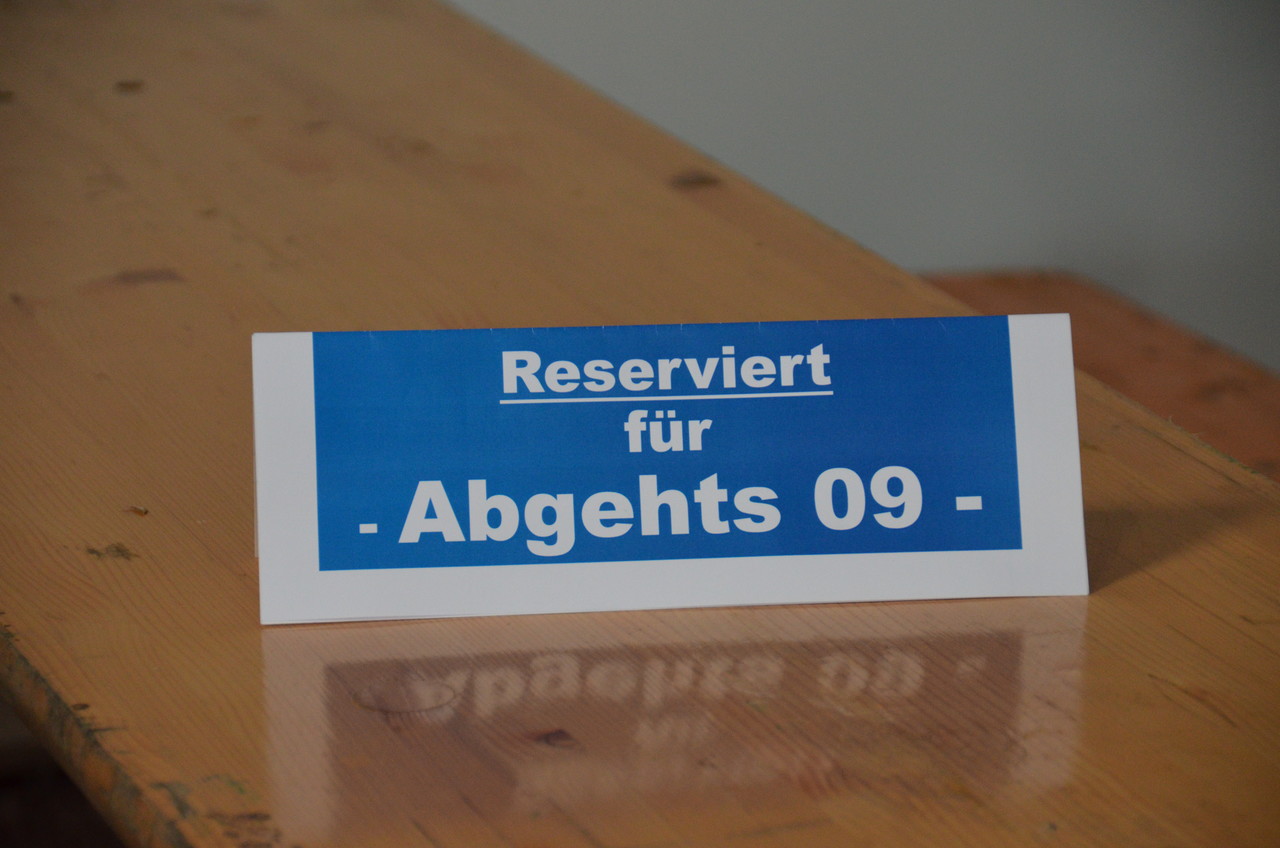 Reserviert
für
- Abgehts 09 -